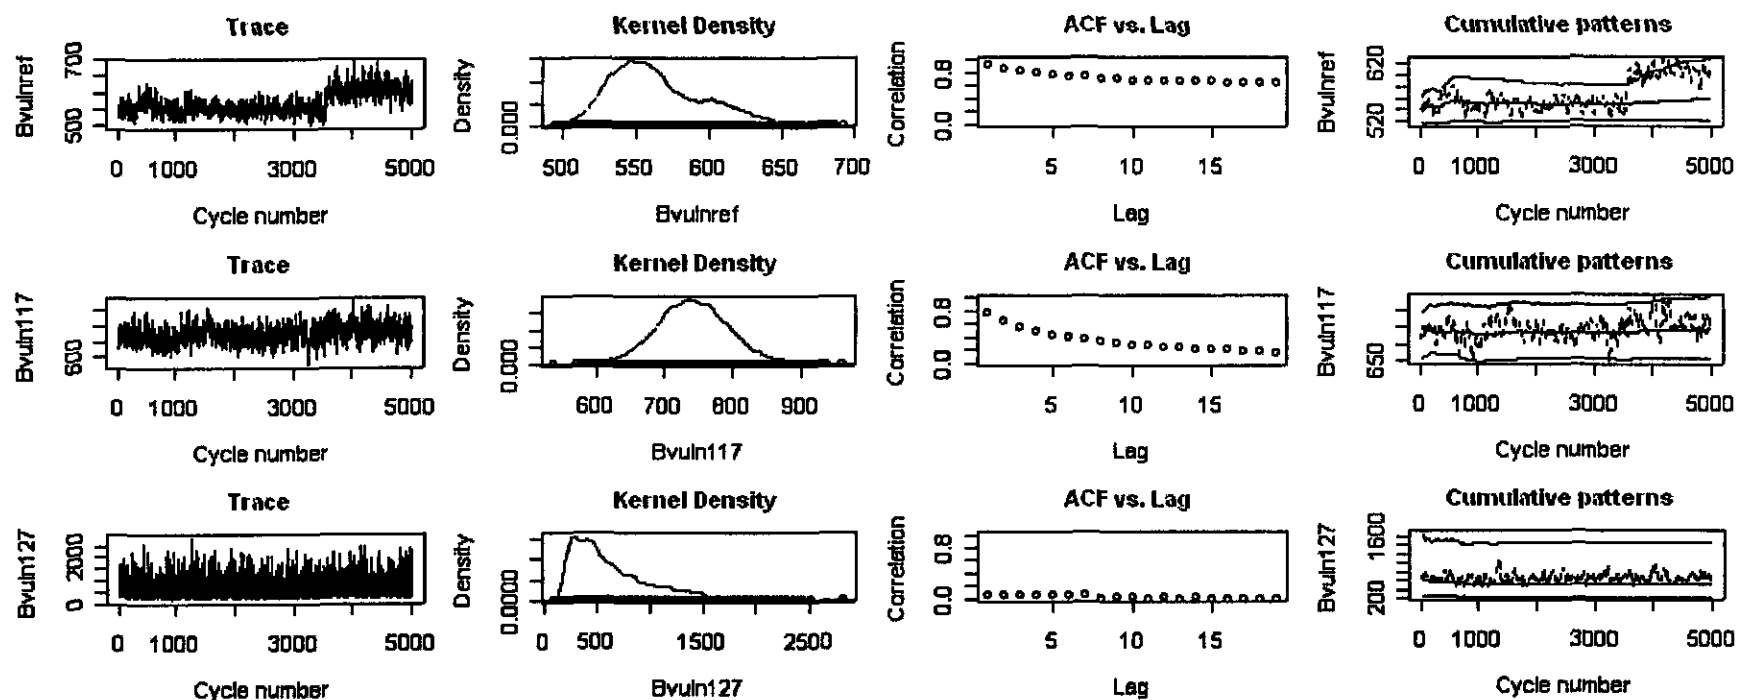 Trace Kernel Density ACF vs. Lag Cumulative patterns
Bvulnref 500 700 Density 0.000 Correlation 0.0 0.8 Bvulnref 520 620
0 1000 3000 5000 500 550 600 650 700 5 10 15 0 1000 3000 5000
Cycle number Bvulnref Lag Cycle number
Trace Kernel Density ACF vs. Lag Cumulative patterns
Bvuln117 600 Density 0.000 Correlation 0.0 0.8 Bvuln117 650
0 1000 3000 5000 600 700 800 900 5 10 15 0 1000 3000 5000
Cycle number Bvuln117 Lag Cycle number
Trace Kernel Density ACF vs. Lag Cumulative patterns
Bvuln127 0 2000 Density 0.0000 Correlation 0.0 0.8 Bvuln127 200 1600
0 1000 3000 5000 0 500 1500 2500 5 10 15 0 1000 3000 5000
Cycle number Bvuln127 Lag Cycle number